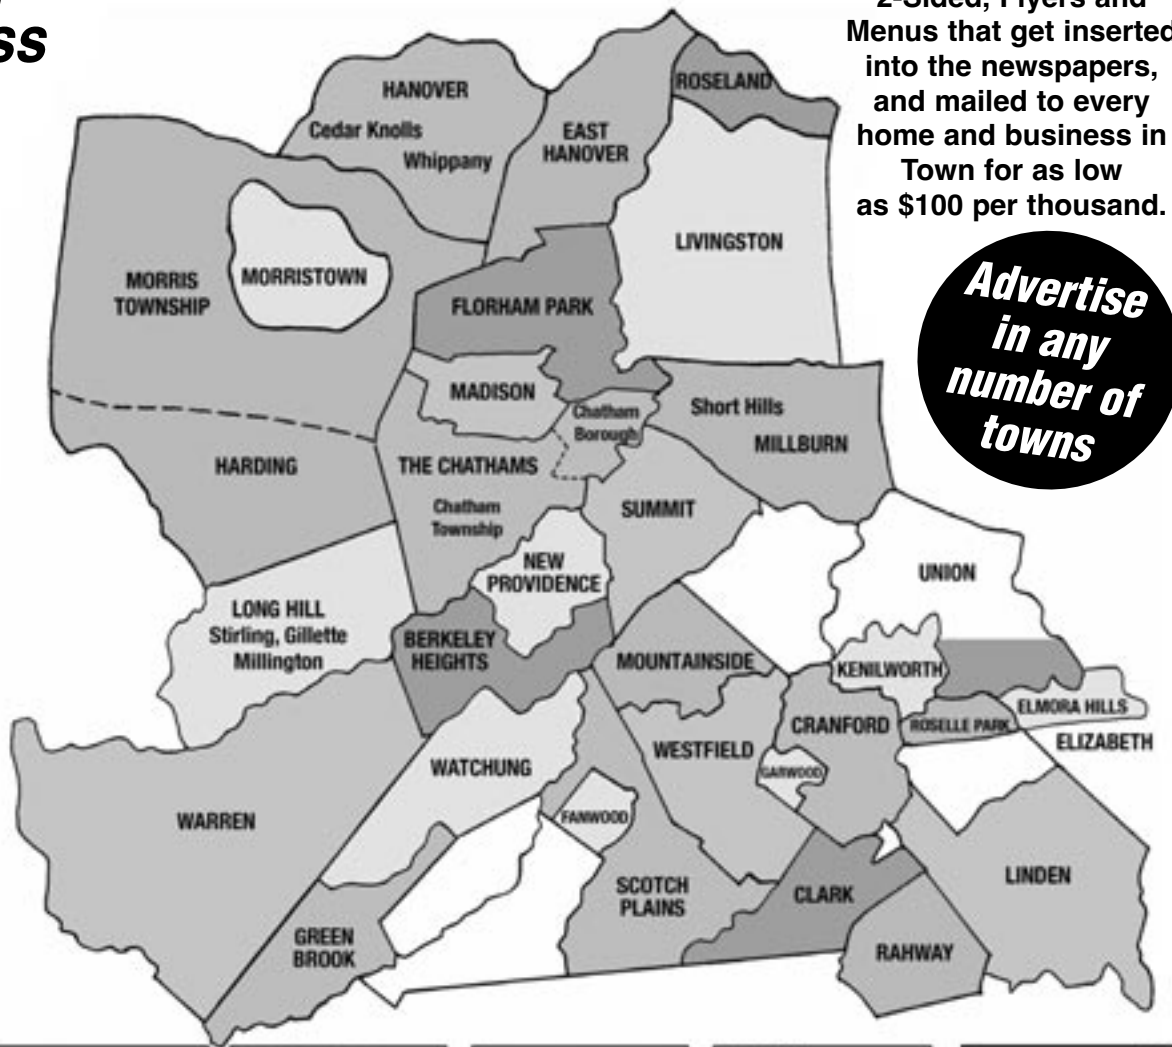 ss
2-Sided, Flyers and
Menus that get inserted
into the newspapers,
and mailed to every
home and business in
Town for as low
as $100 per thousand.
Advertise
in any
number of
towns
HANOVER
Cedar Knolls
Whippany
EAST
HANOVER
ROSELAND
LIVINGSTON
MORRIS
TOWNSHIP
MORRISTOWN
FLORHAM PARK
MADISON
Chatham
Borough
Short Hills
MILLBURN
HARDING
THE CHATHAMS
Chatham
Township
SUMMIT
NEW
PROVIDENCE
UNION
LONG HILL
Stirling, Gillette
Millington
BERKELEY
HEIGHTS
MOUNTAINSIDE
KENILWORTH
ELMORA HILLS
ROSELLE PARK
CRANFORD
ELIZABETH
WESTFIELD
WATCHUNG
GARWOOD
WARREN
FANWOOD
SCOTCH
PLAINS
CLARK
LINDEN
GREEN
BROOK
RAHWAY